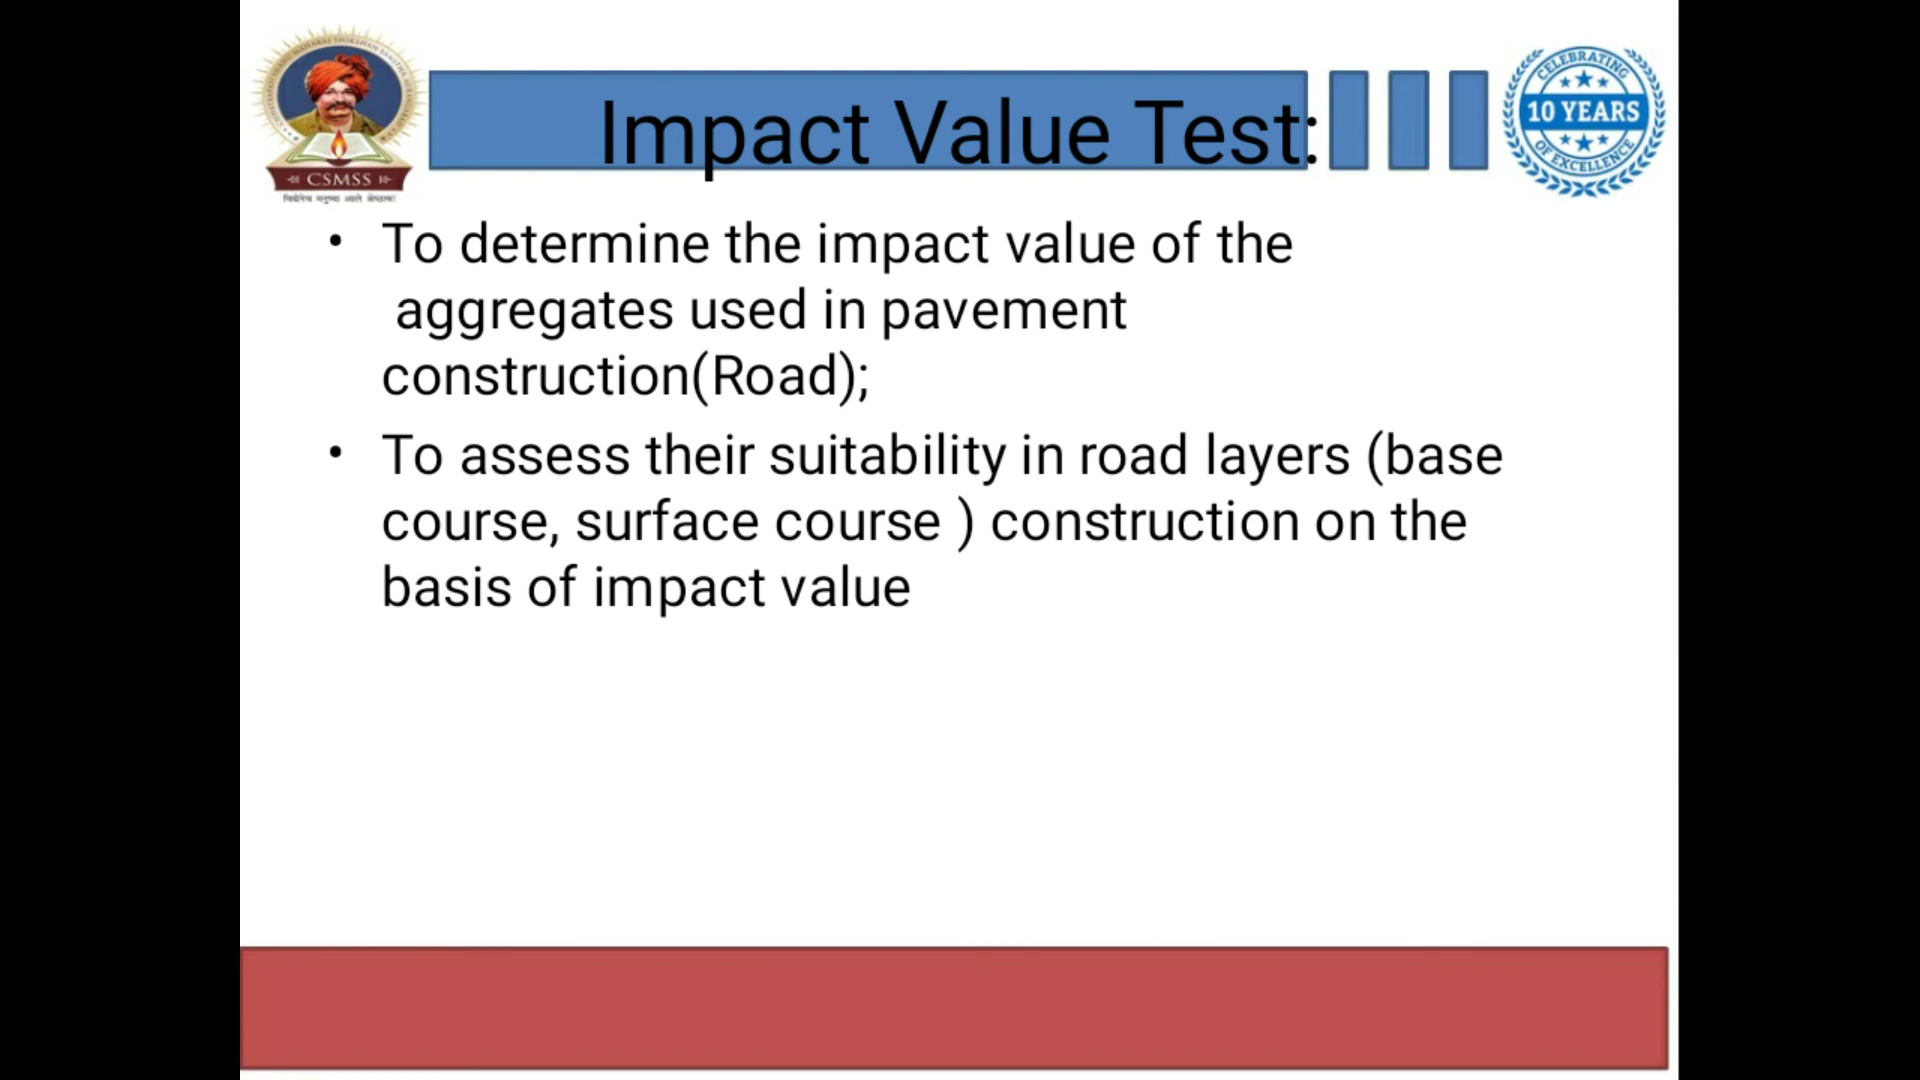 Impact Value Test:
CSMSS
CELEBRATING
10 YEARS
OF EXCELLENCE
• To determine the impact value of the
aggregates used in pavement
construction(Road);
• To assess their suitability in road layers (base
course, surface course ) construction on the
basis of impact value